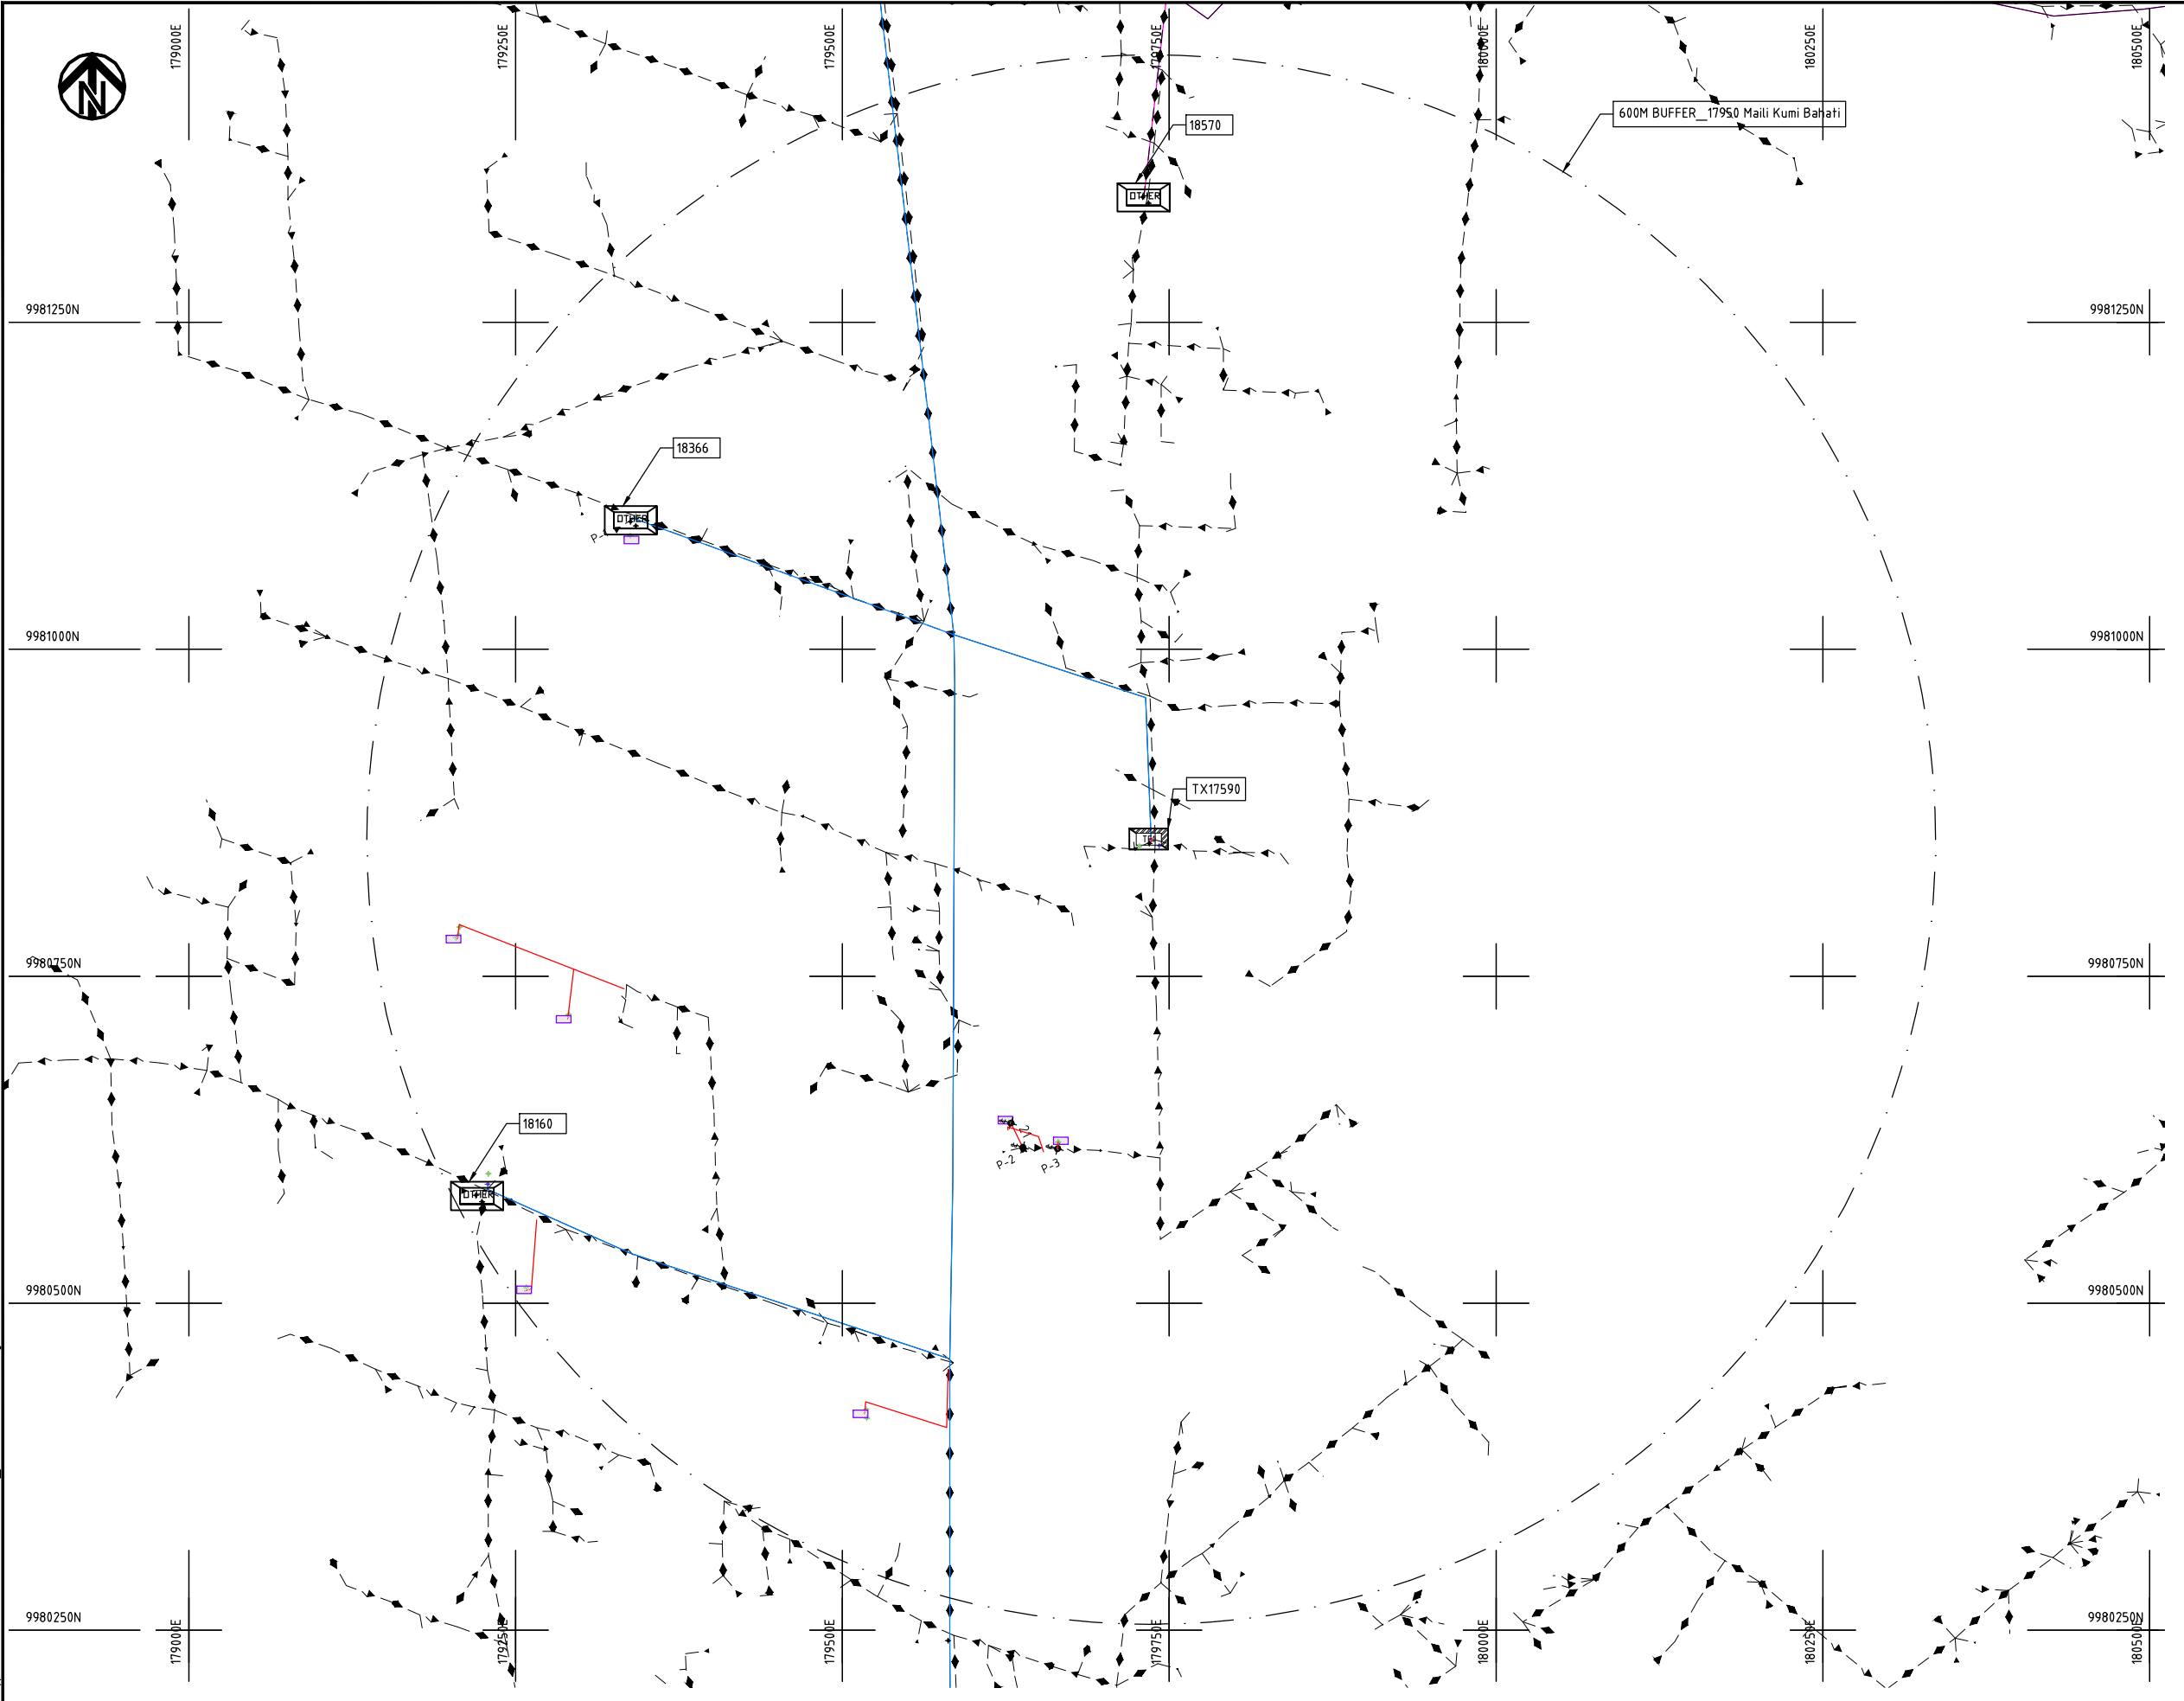 179000E
179250E
179500E
179750E
180000E
180250E
180500E
N
600M BUFFER__17950 Maili Kumi Bahati
18570
OTHER
9981250N
9981250N
18366
OTHER
P-
9981000N
9981000N
TX17590
9980750N
9980750N
18160
P-2
P-3
OTHER
9980500N
9980500N
9980250N
9980250N
179000E
179250E
179500E
179750E
180000E
180250E
180500E